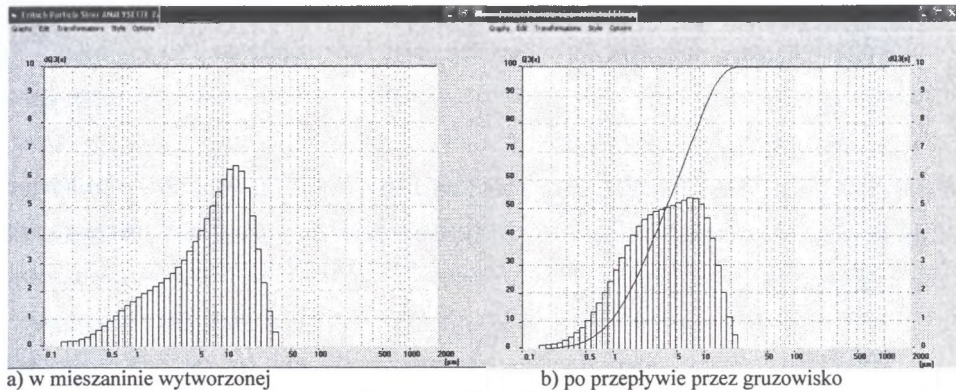 Fritsch Particle Sizer ANALYSETTE 22
Graphs Edit Transformations Style Options
dQ3[x]
10
9
8
7
6
5
4
3
2
1
0
0.1 0.5 1 5 10 50 100 500 1000 2000
[µm]
Graphs Edit Transformations Style Options
Q3[x] dQ3[x]
100 10
90 9
80 8
70 7
60 6
50 5
40 4
30 3
20 2
10 1
0 0
0.1 0.5 1 5 10 50 100 500 1000 2000
[µm]
a) w mieszaninie wytworzonej
b) po przepływie przez gruzowisko